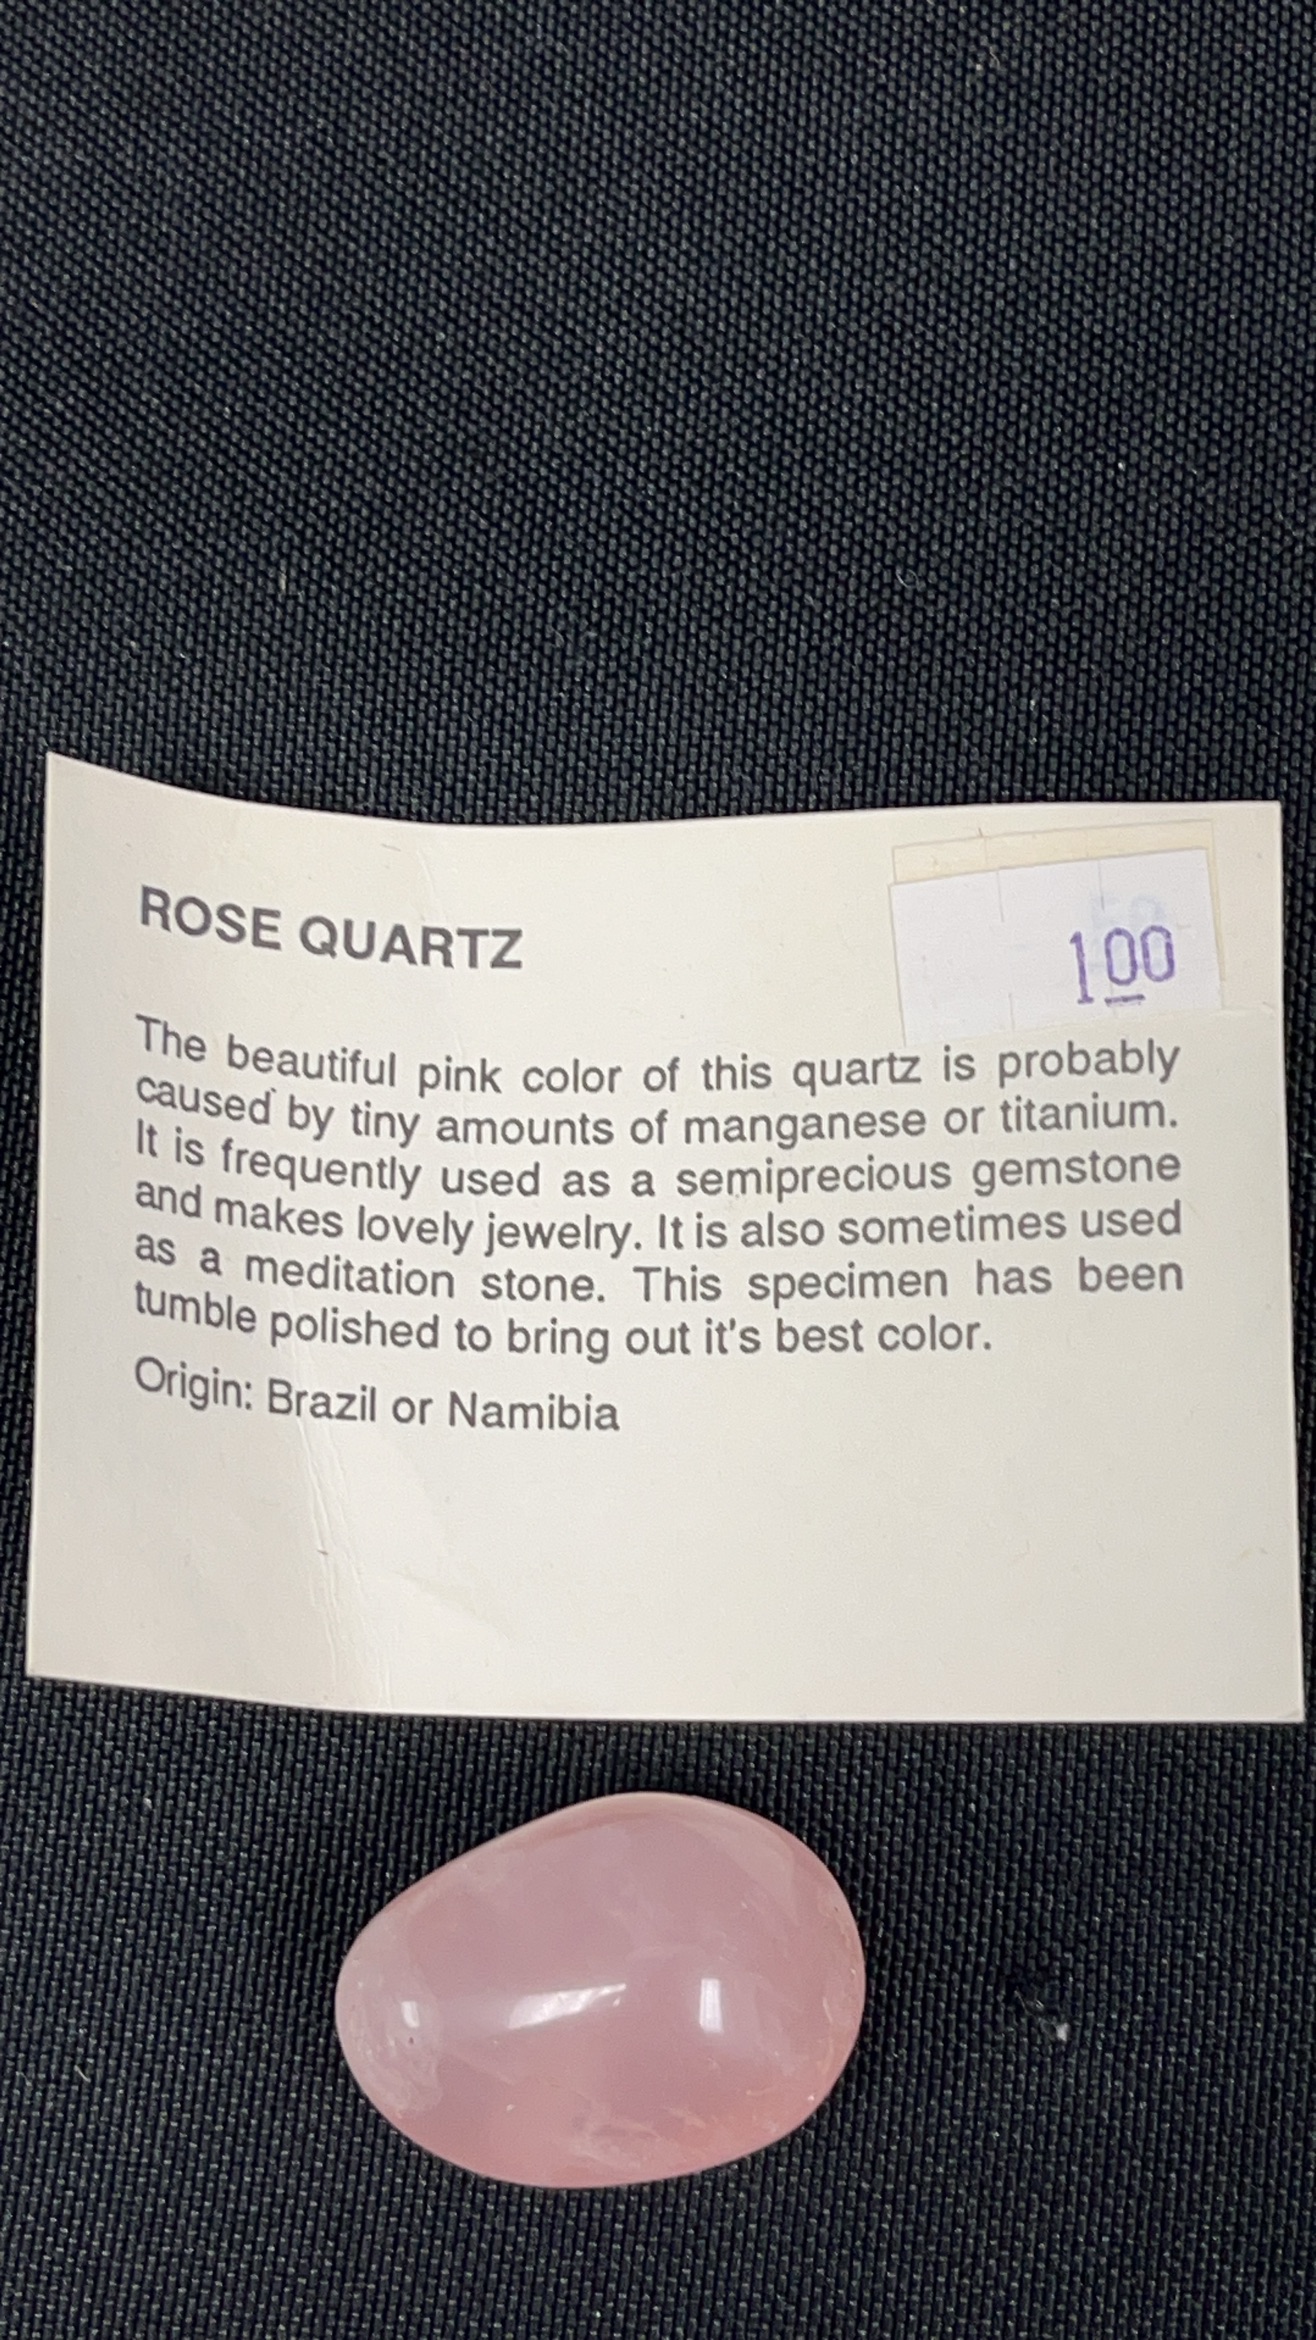 ROSE QUARTZ
100
The beautiful pink color of this quartz is probably
caused by tiny amounts of manganese or titanium.
It is frequently used as a semiprecious gemstone
and makes lovely jewelry. It is also sometimes used
as a meditation stone. This specimen has been
tumble polished to bring out it's best color.
Origin: Brazil or Namibia